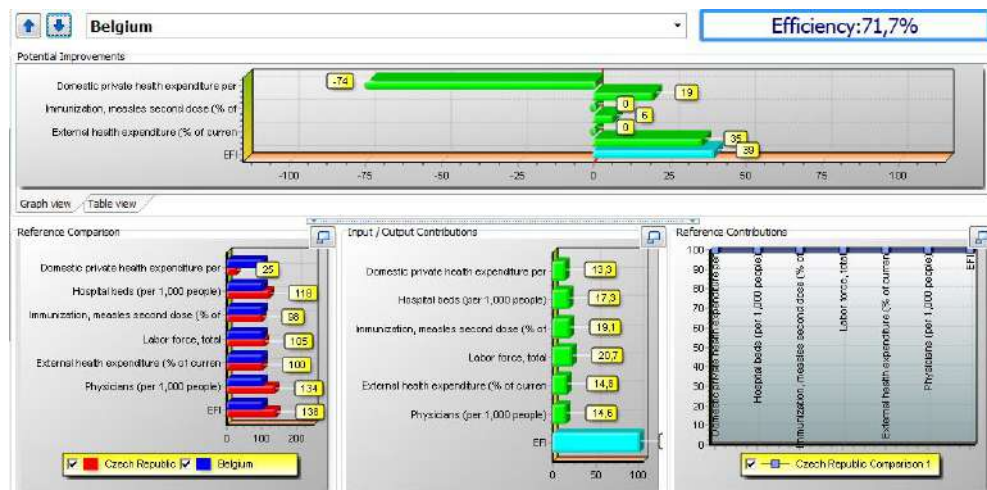 Belgium
Efficiency:71,7%
Potential Improvements
Domestic private health expenditure per
Immunization, measles second dose (% of
External health expenditure (% of curren
EFI
-74
19
0
6
0
35
39
-100 -75 -50 -25 0 25 50 75 100
Graph view Table view
Reference Comparison
Domestic private health expenditure per
Hospital beds (per 1,000 people)
Immunization, measles second dose (% of
Labor force, total
External health expenditure (% of curren
Physicians (per 1,000 people)
EFI
25
118
98
105
100
134
138
0 100 200
Czech Republic Belgium
Input / Output Contributions
Domestic private health expenditure per
Hospital beds (per 1,000 people)
Immunization, measles second dose (% of
Labor force, total
External health expenditure (% of curren
Physicians (per 1,000 people)
EFI
13,3
17,3
19,1
20,7
14,8
14,6
0 50 100
Reference Contributions
100
90
80
70
60
50
40
30
20
10
0
Domestic private health expenditure per
Hospital beds (per 1,000 people)
Immunization, measles second dose (% of
Labor force, total
External health expenditure (% of curren
Physicians (per 1,000 people)
EFI
Czech Republic Comparison 1